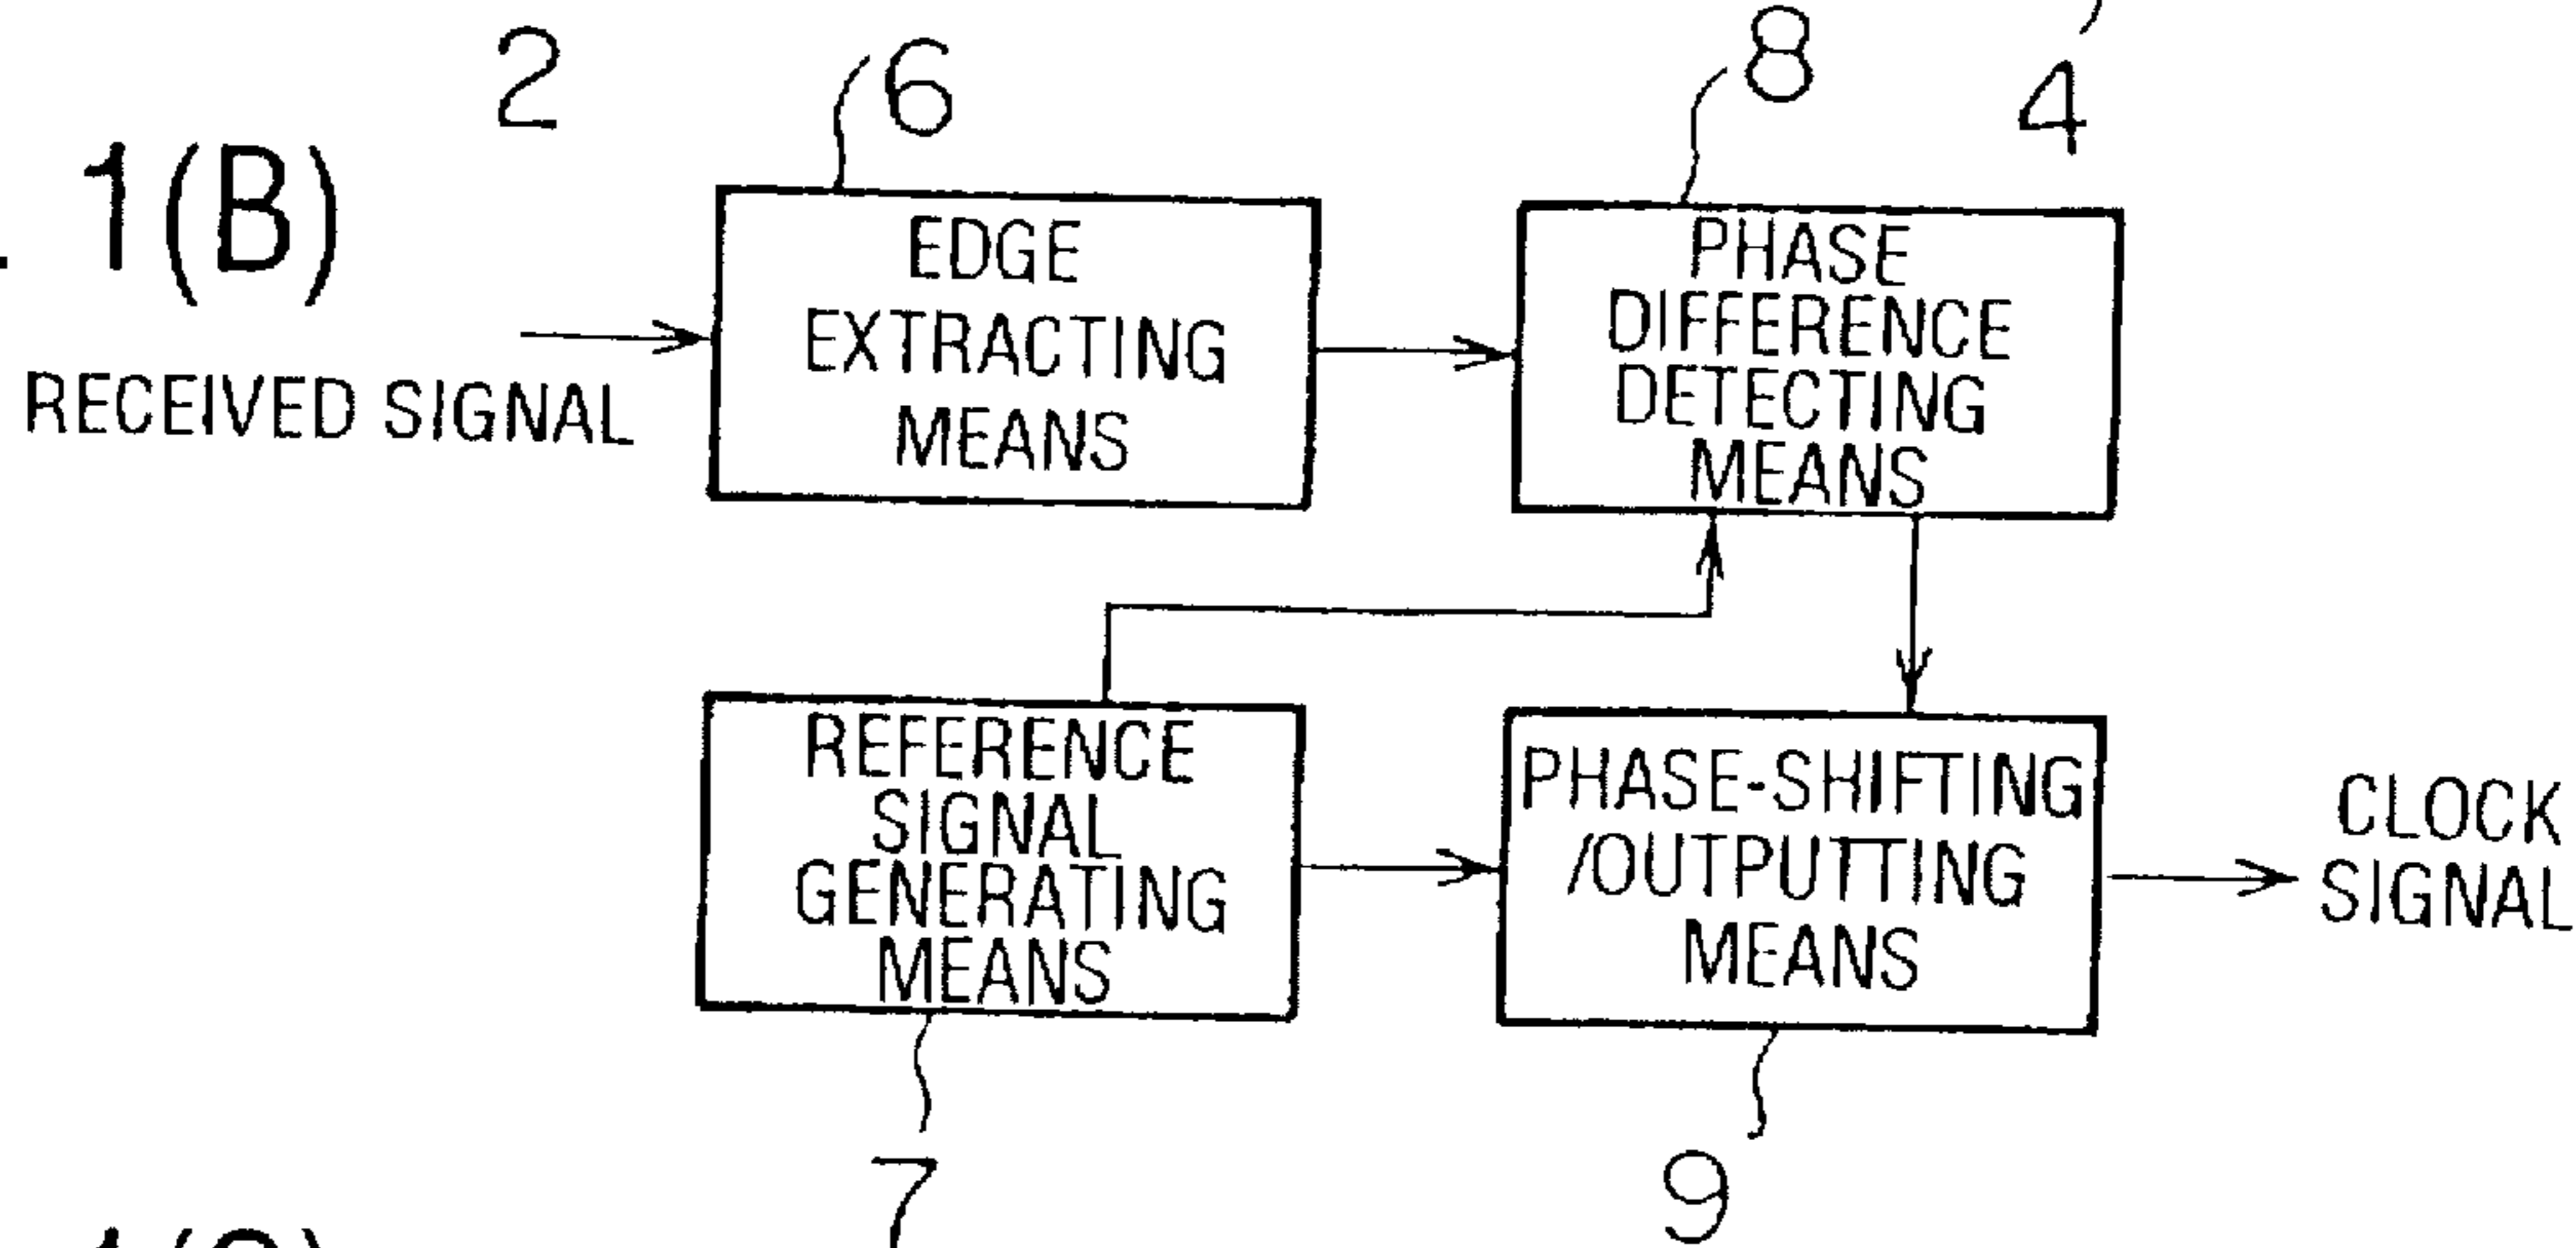 2
6
8
4
. 1(B)
EDGE
EXTRACTING
MEANS
PHASE
DIFFERENCE
DETECTING
MEANS
RECEIVED SIGNAL
REFERENCE
SIGNAL
GENERATING
MEANS
PHASE-SHIFTING
/OUTPUTTING
MEANS
CLOCK
SIGNAL
7
9